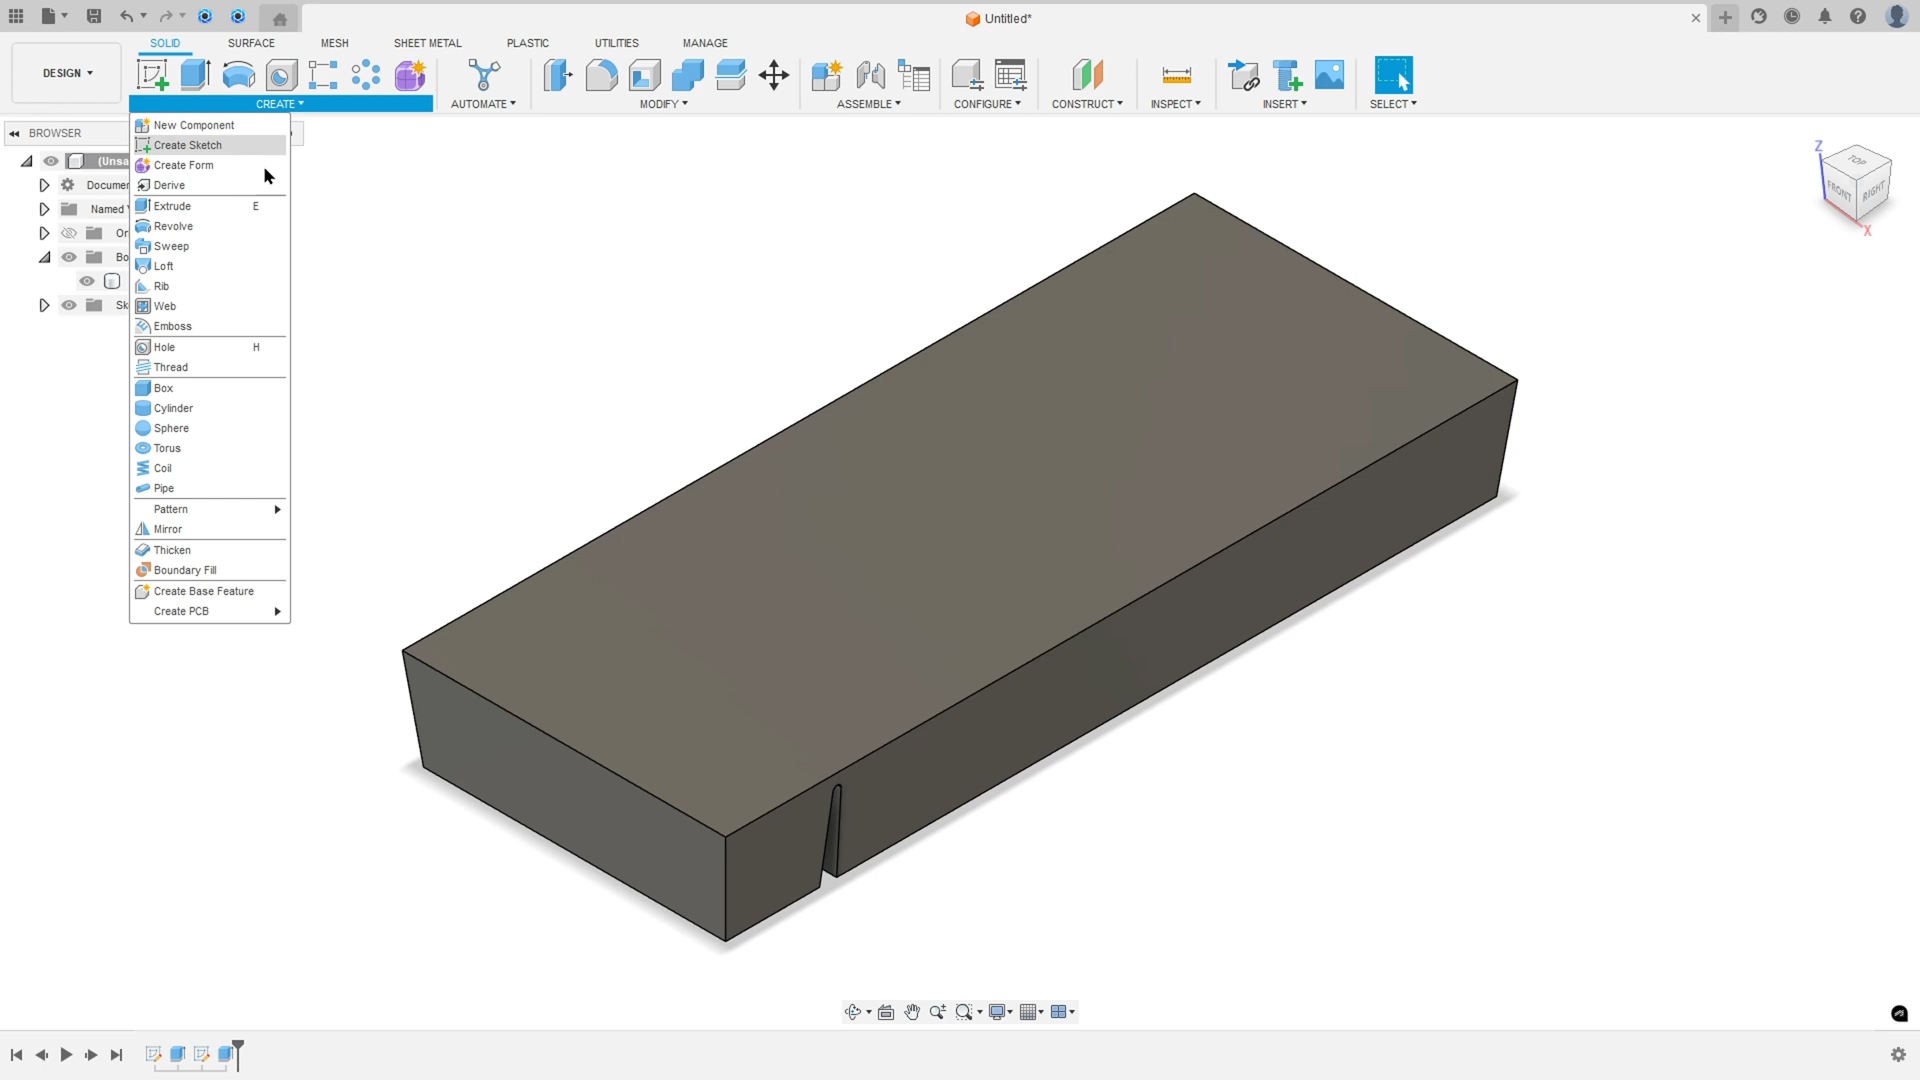 Untitled*
SOLID SURFACE MESH SHEET METAL PLASTIC UTILITIES MANAGE
DESIGN
CREATE AUTOMATE MODIFY ASSEMBLE CONFIGURE CONSTRUCT INSPECT INSERT SELECT
BROWSER
(Unsa
Documen
Named V
Or
Bo
Sk
New Component
Create Sketch
Create Form
Derive
Extrude E
Revolve
Sweep
Loft
Rib
Web
Emboss
Hole H
Thread
Box
Cylinder
Sphere
Torus
Coil
Pipe
Pattern
Mirror
Thicken
Boundary Fill
Create Base Feature
Create PCB
Z
TOP
FRONT
RIGHT
X